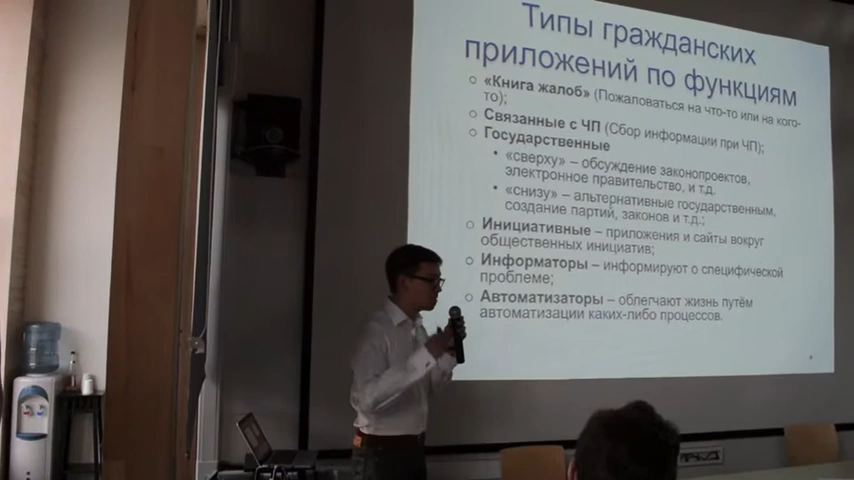 Типы гражданских
приложений, по функциям
«Книга жалоб» (Пожаловаться на что-то или на кого-
то);
Связанные с ЧП (Сбор информации при ЧП);
Государственные
«сверху» – обсуждение законопроектов,
электронное правительство, и т.д.
«снизу» – альтернативные государственным,
создание партий, законов и т.д.;
Инициативные – приложения и сайты вокруг
общественных инициатив;
Информаторы – информируют о специфической
проблеме;
Автоматизаторы – облегчают жизнь путём
автоматизации каких-либо процессов.